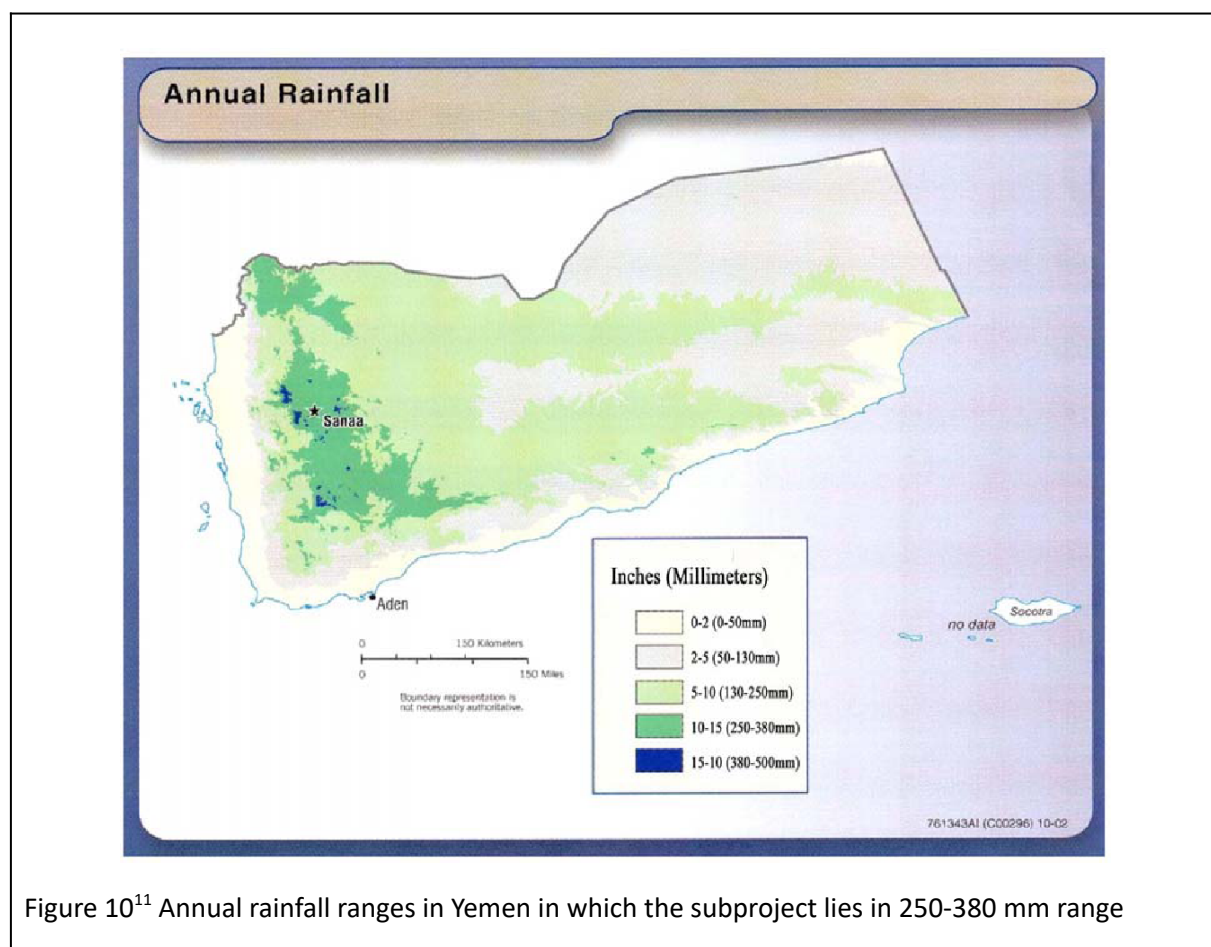 Annual Rainfall
Sanaa
Aden
0 150 Kilometers
0 150 Miles
Boundary representation is
not necessarily authoritative.
Inches (Millimeters)
0-2 (0-50mm)
2-5 (50-130mm)
5-10 (130-250mm)
10-15 (250-380mm)
15-10 (380-500mm)
Socotra
no data
761343AI (C00296) 10-02
Figure 10¹¹ Annual rainfall ranges in Yemen in which the subproject lies in 250-380 mm range